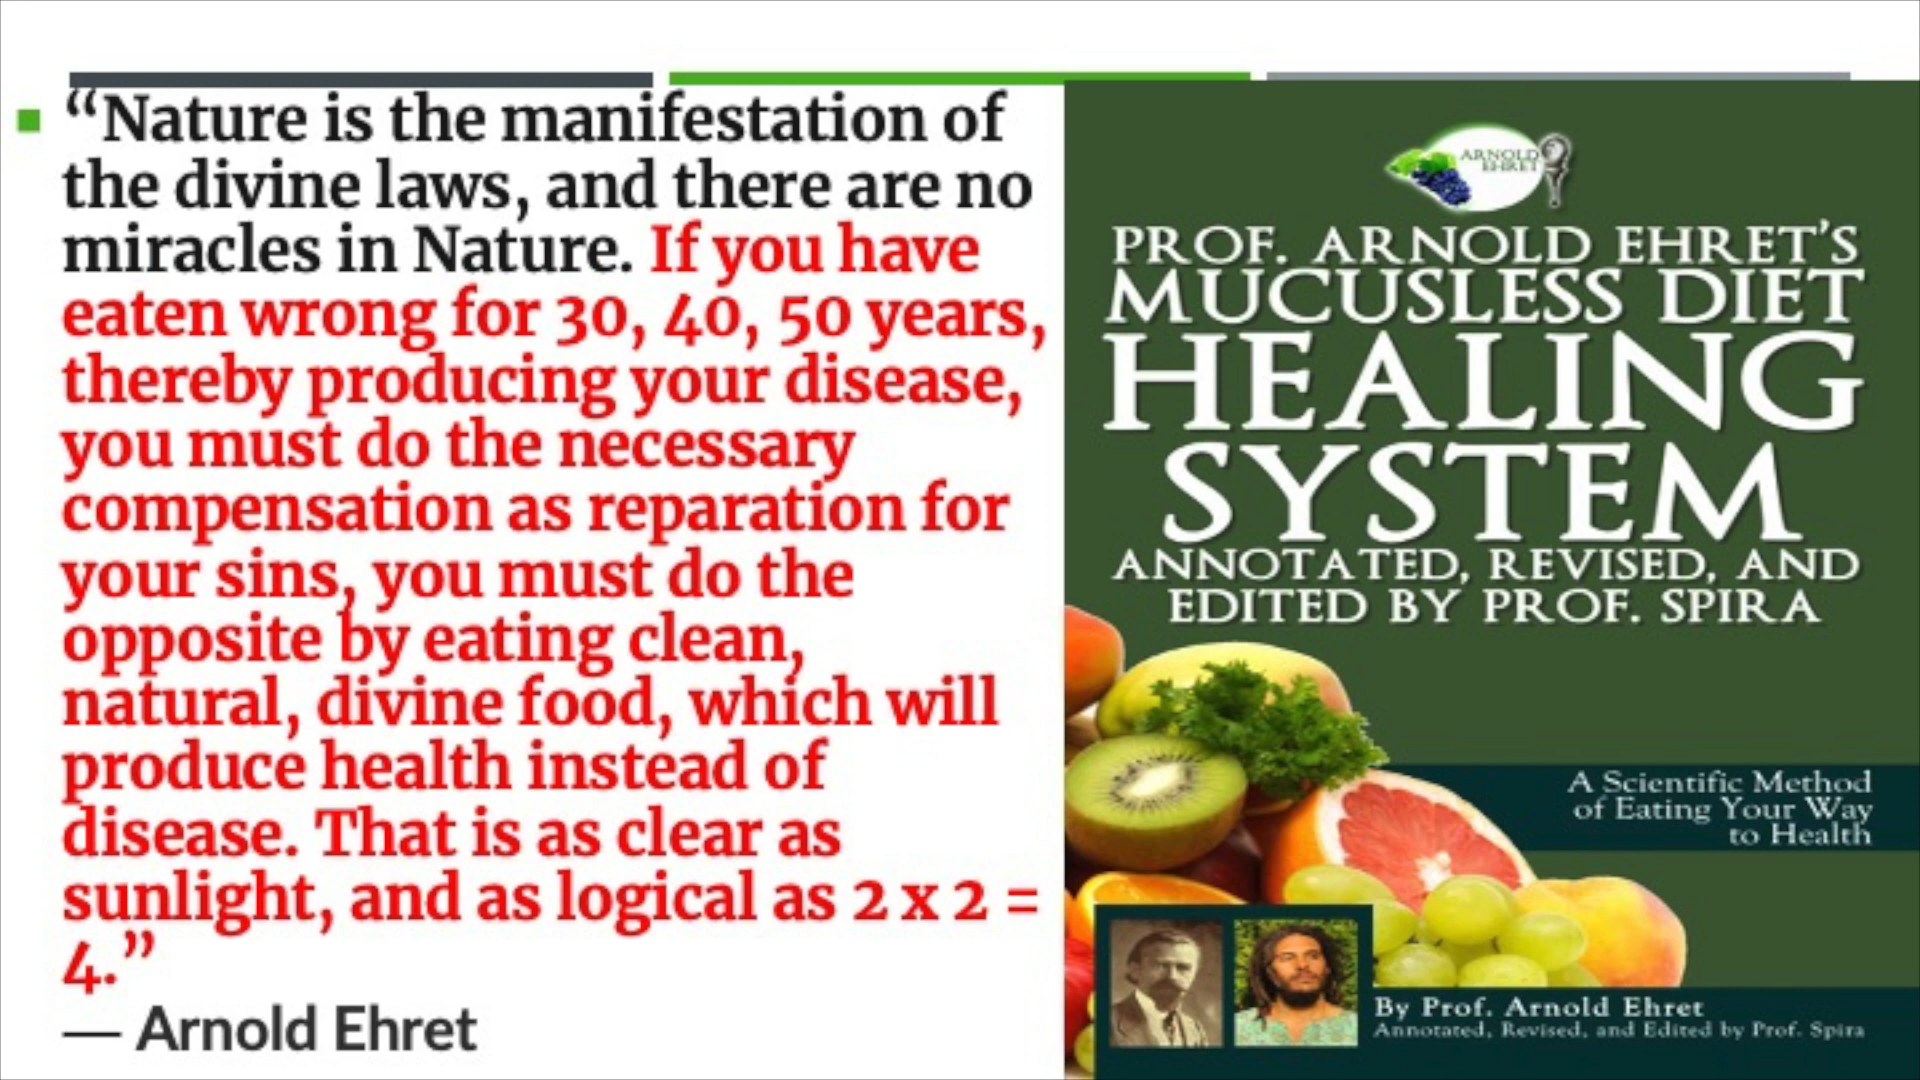 “Nature is the manifestation of
the divine laws, and there are no
miracles in Nature. If you have
eaten wrong for 30, 40, 50 years,
thereby producing your disease,
you must do the necessary
compensation as reparation for
your sins, you must do the
opposite by eating clean,
natural, divine food, which will
produce health instead of
disease. That is as clear as
sunlight, and as logical as 2 x 2 =
4.”
— Arnold Ehret
ARNOLD
EHRET
PROF. ARNOLD EHRET'S
MUCUSLESS DIET
HEALING
SYSTEM
ANNOTATED, REVISED, AND
EDITED BY PROF. SPIRA
A Scientific Method
of Eating Your Way
to Health
By Prof. Arnold Ehret
Annotated, Revised, and Edited by Prof. Spira